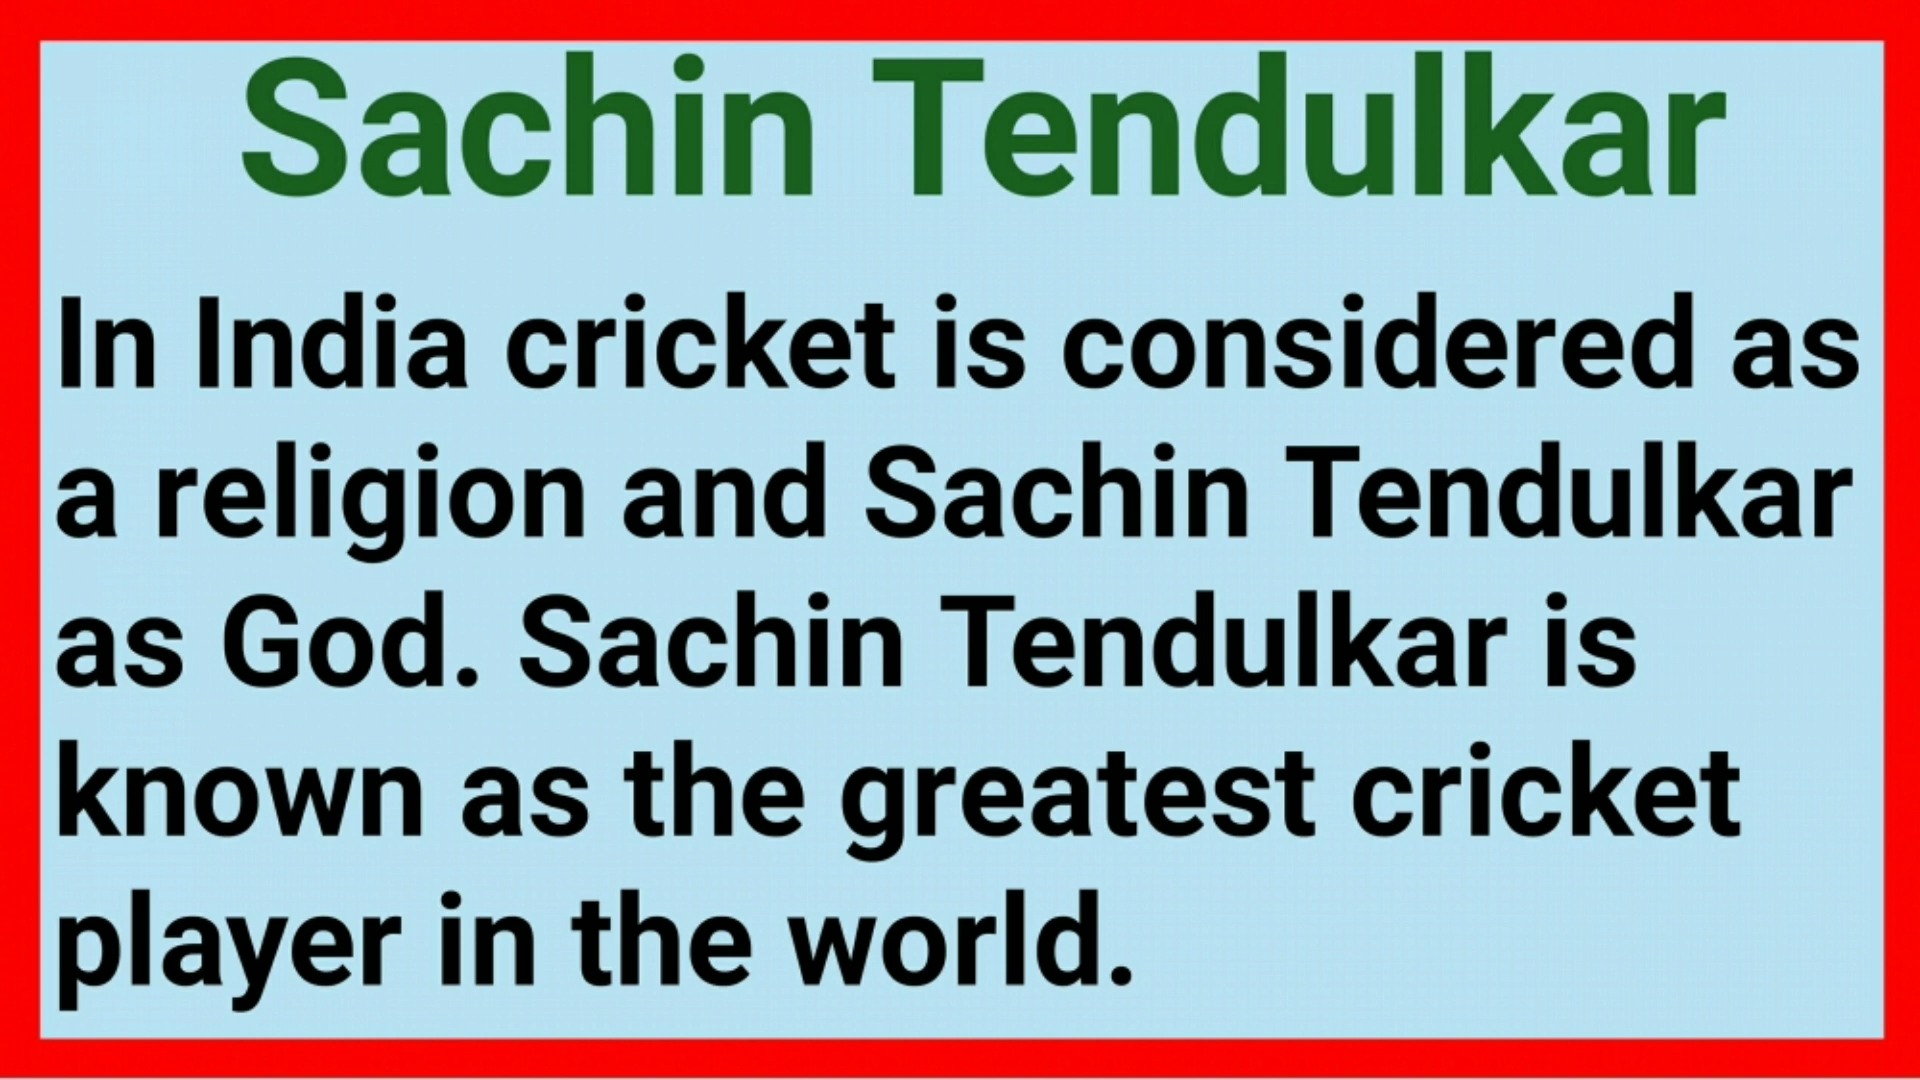 Sachin Tendulkar
In India cricket is considered as
a religion and Sachin Tendulkar
as God. Sachin Tendulkar is
known as the greatest cricket
player in the world.